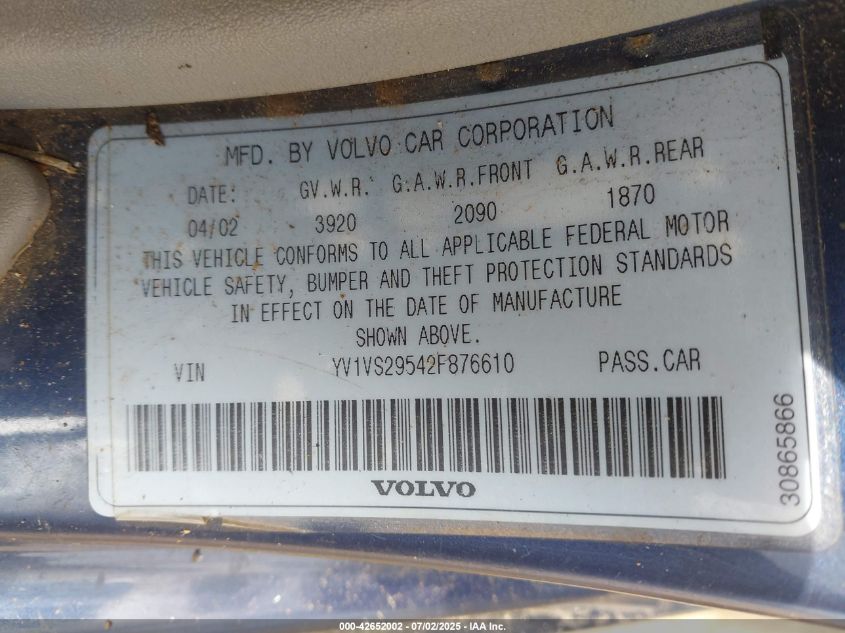 MFD. BY VOLVO CAR CORPORATION
DATE: GV.W.R. G.A.W.R.FRONT G.A.W.R.REAR
04/02 3920 2090 1870
THIS VEHICLE CONFORMS TO ALL APPLICABLE FEDERAL MOTOR
VEHICLE SAFETY, BUMPER AND THEFT PROTECTION STANDARDS
IN EFFECT ON THE DATE OF MANUFACTURE
SHOWN ABOVE.
VIN YV1VS29542F876610 PASS.CAR
30865866
VOLVO
000-42652002 - 07/02/2025 - IAA Inc.